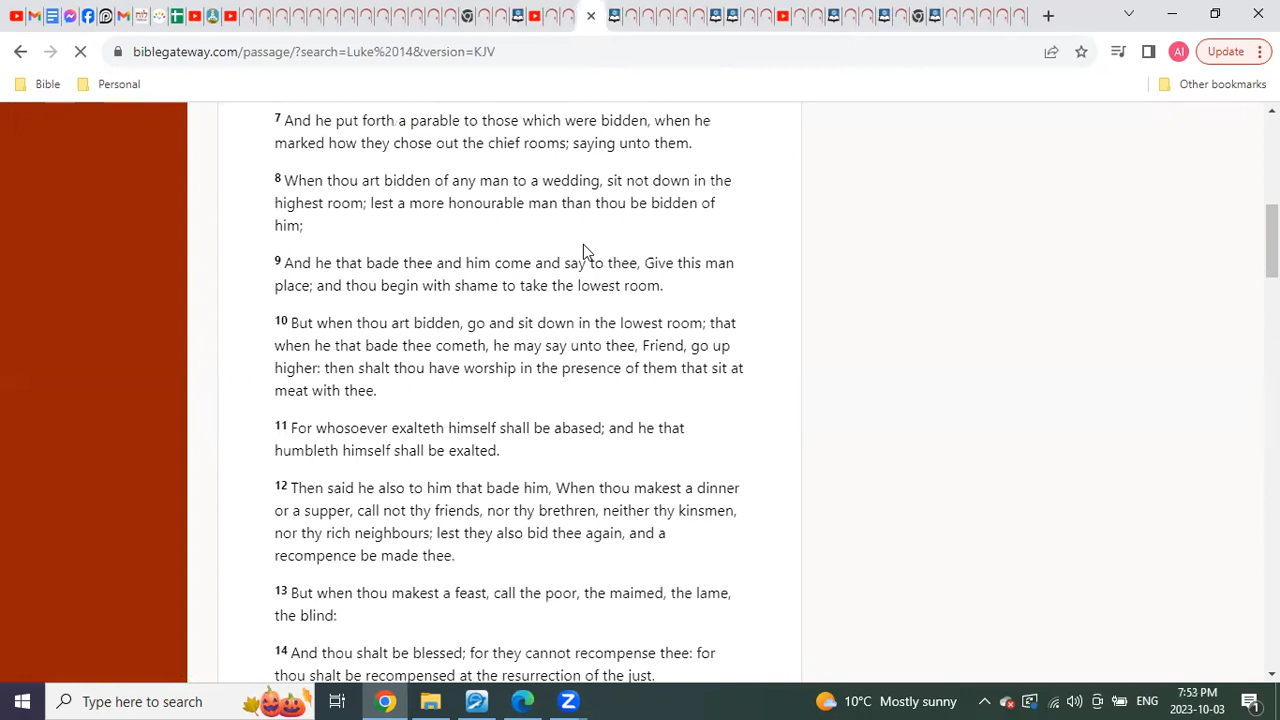 biblegateway.com/passage/?search=Luke%2014&version=KJV
AI
Update
Bible
Personal
Other bookmarks
7 And he put forth a parable to those which were bidden, when he
marked how they chose out the chief rooms; saying unto them.
8 When thou art bidden of any man to a wedding, sit not down in the
highest room; lest a more honourable man than thou be bidden of
him;
9 And he that bade thee and him come and say to thee, Give this man
place; and thou begin with shame to take the lowest room.
10 But when thou art bidden, go and sit down in the lowest room; that
when he that bade thee cometh, he may say unto thee, Friend, go up
higher: then shalt thou have worship in the presence of them that sit at
meat with thee.
11 For whosoever exalteth himself shall be abased; and he that
humbleth himself shall be exalted.
12 Then said he also to him that bade him, When thou makest a dinner
or a supper, call not thy friends, nor thy brethren, neither thy kinsmen,
nor thy rich neighbours; lest they also bid thee again, and a
recompence be made thee.
13 But when thou makest a feast, call the poor, the maimed, the lame,
the blind:
14 And thou shalt be blessed; for they cannot recompense thee: for
thou shalt be recompensed at the resurrection of the just.
Type here to search
10°C Mostly sunny
ENG
7:53 PM
2023-10-03
1